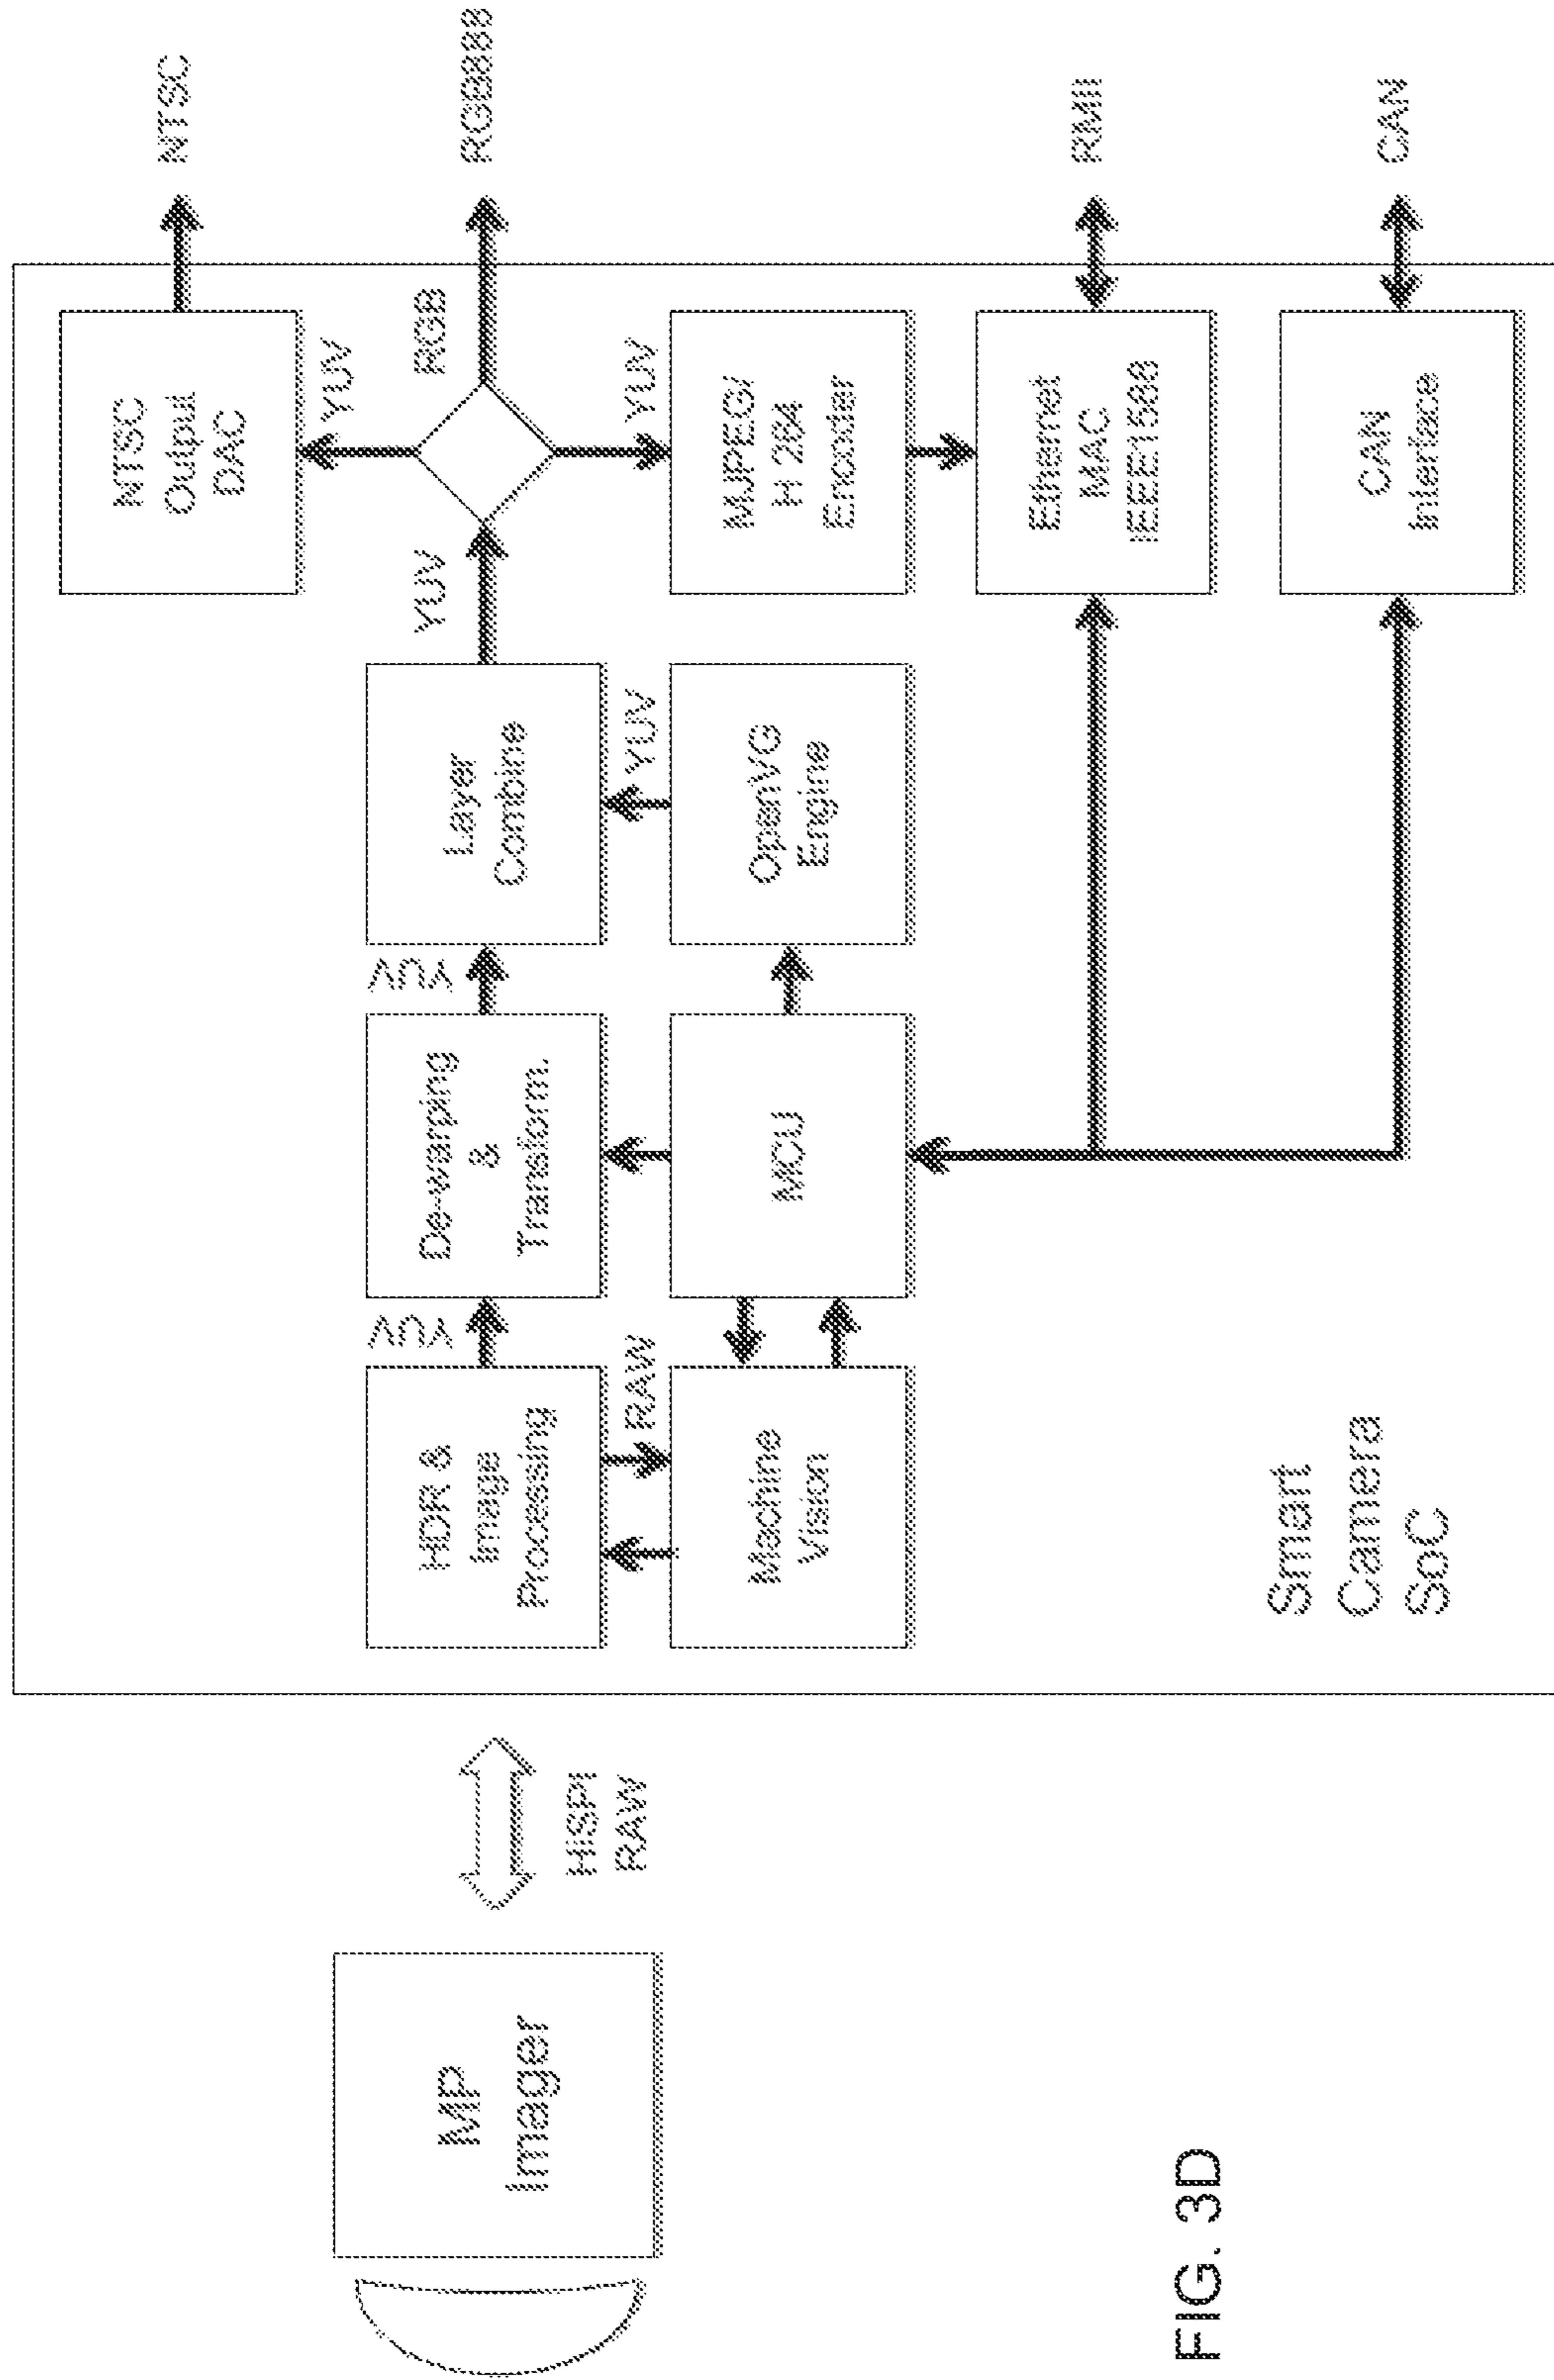 NTSC
Output
DAC
NTSC
YUV
HDR &
Image
Processing
YUV
De-warping
&
Transform.
YUV
Layer
Combine
YUV
RGB
RGB888
MP
Imager
HiSPI
RAW
RAW
YUV
YUV
Machine
Vision
MCU
OpenVG
Engine
MJPEG/
H 264
Encoder
Ethernet
MAC
IEEE1588
RMII
Smart
Camera
SoC
CAN
Interface
CAN
FIG. 3D